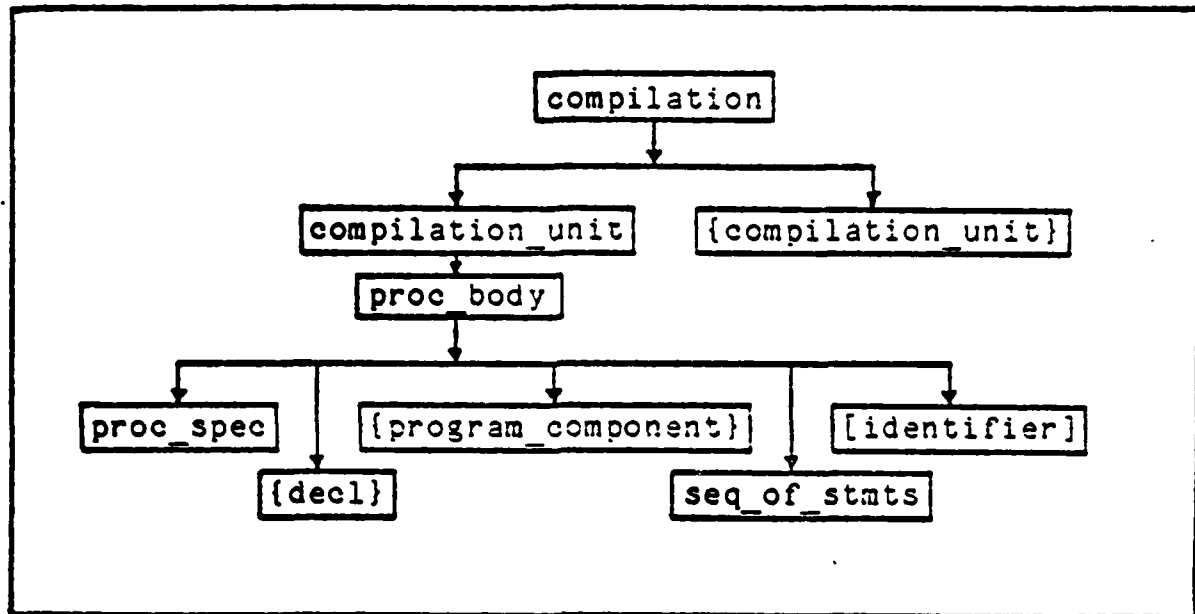 compilation
compilation_unit {compilation_unit}
proc_body
proc_spec {program_component} [identifier]
{decl} seq_of_stmts